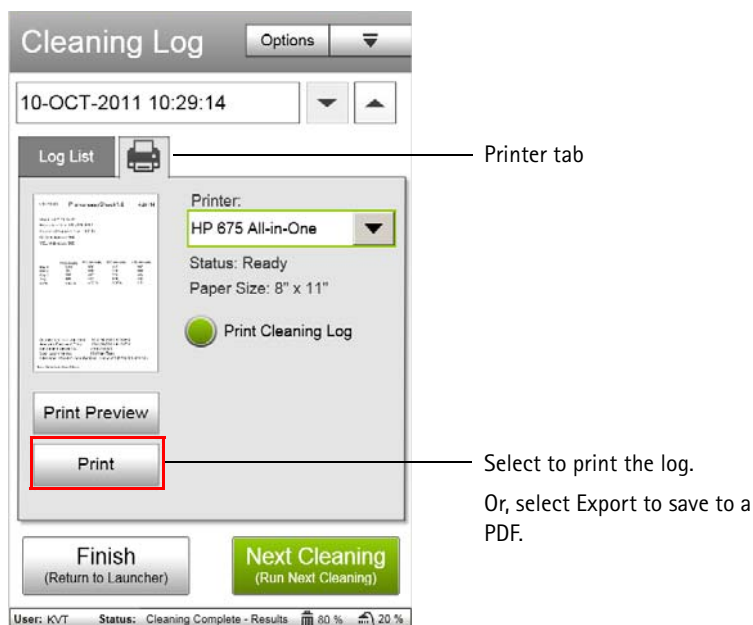 Cleaning Log
Options
10-OCT-2011 10:29:14
Log List
Printer tab
Printer:
HP 675 All-in-One
Status: Ready
Paper Size: 8" x 11"
Print Cleaning Log
Print Preview
Print
Select to print the log.
Or, select Export to save to a
PDF.
Finish
(Return to Launcher)
Next Cleaning
(Run Next Cleaning)
User: KVT Status: Cleaning Complete - Results 80 % 20 %